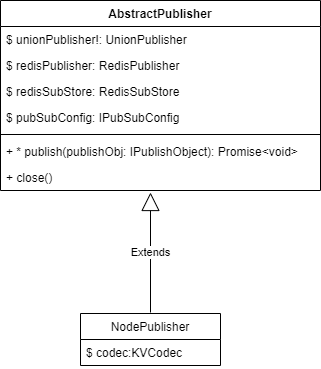 AbstractPublisher
$ unionPublisher!: UnionPublisher
$ redisPublisher: RedisPublisher
$ redisSubStore: RedisSubStore
$ pubSubConfig: IPubSubConfig
+ * publish(publishObj: IPublishObject): Promise<void>
+ close()
Extends
NodePublisher
$ codec:KVCodec